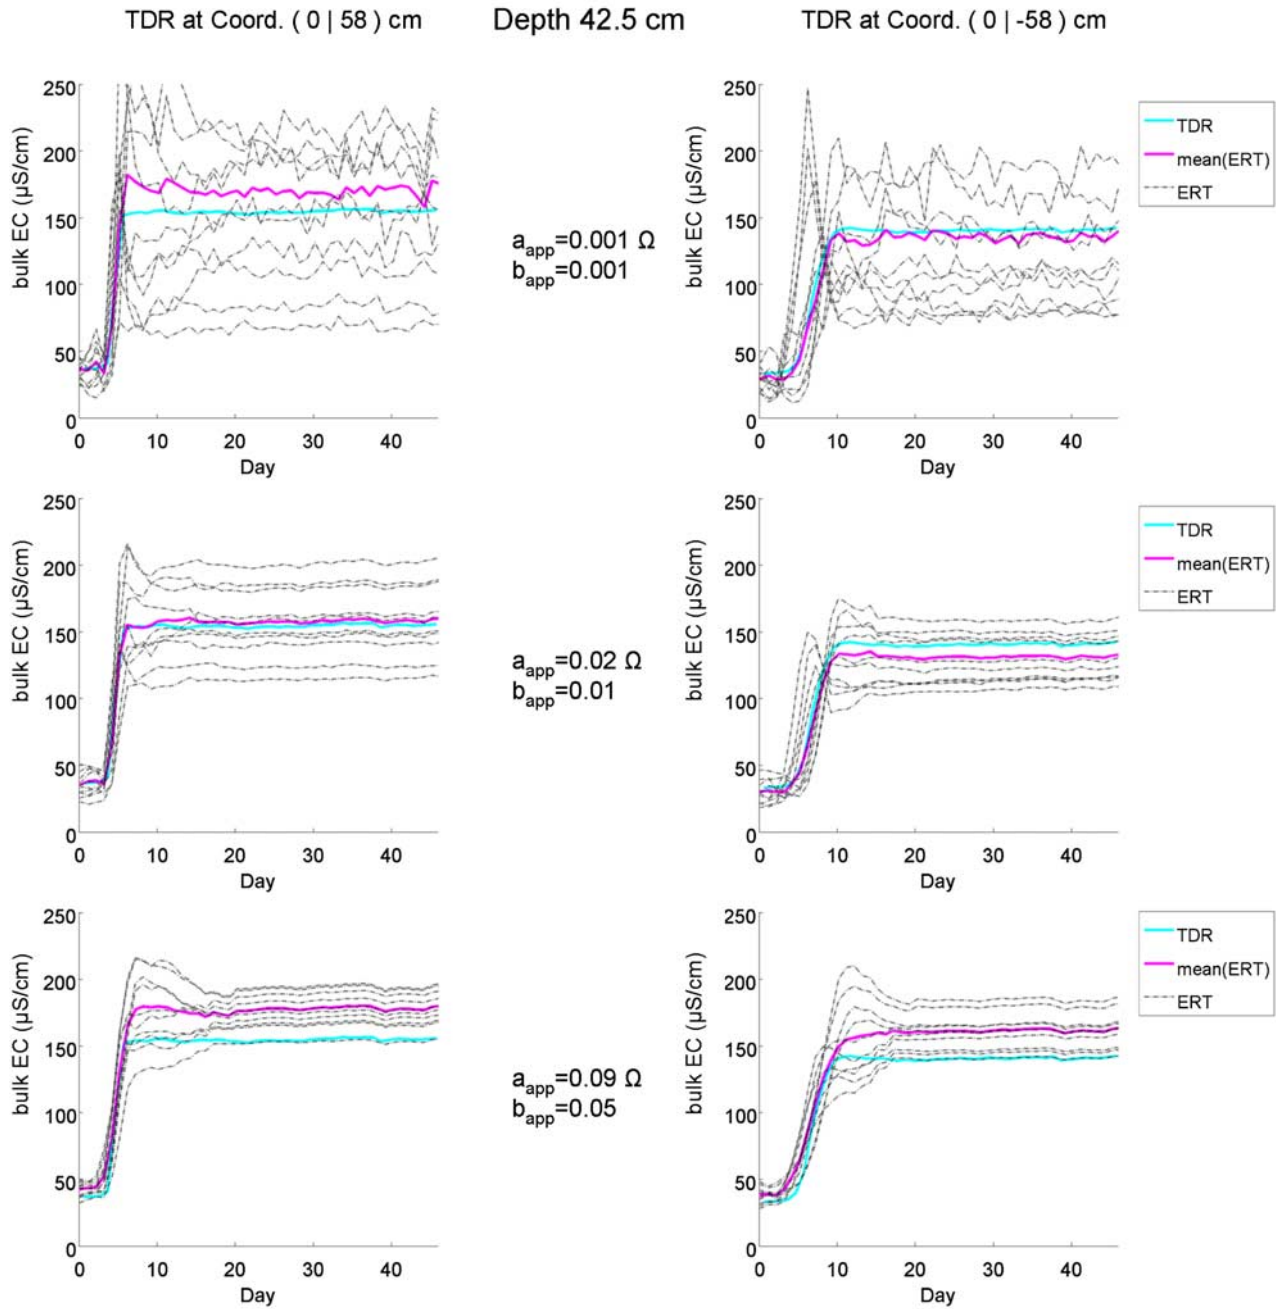 TDR at Coord. ( 0 | 58 ) cm
Depth 42.5 cm
TDR at Coord. ( 0 | -58 ) cm
250
200
150
100
50
0
bulk EC (µS/cm)
0 10 20 30 40
Day
a_app=0.001 Ω
b_app=0.001
250
200
150
100
50
0
bulk EC (µS/cm)
0 10 20 30 40
Day
TDR
mean(ERT)
ERT
250
200
150
100
50
0
bulk EC (µS/cm)
0 10 20 30 40
Day
a_app=0.02 Ω
b_app=0.01
250
200
150
100
50
0
bulk EC (µS/cm)
0 10 20 30 40
Day
TDR
mean(ERT)
ERT
250
200
150
100
50
0
bulk EC (µS/cm)
0 10 20 30 40
Day
a_app=0.09 Ω
b_app=0.05
250
200
150
100
50
0
bulk EC (µS/cm)
0 10 20 30 40
Day
TDR
mean(ERT)
ERT